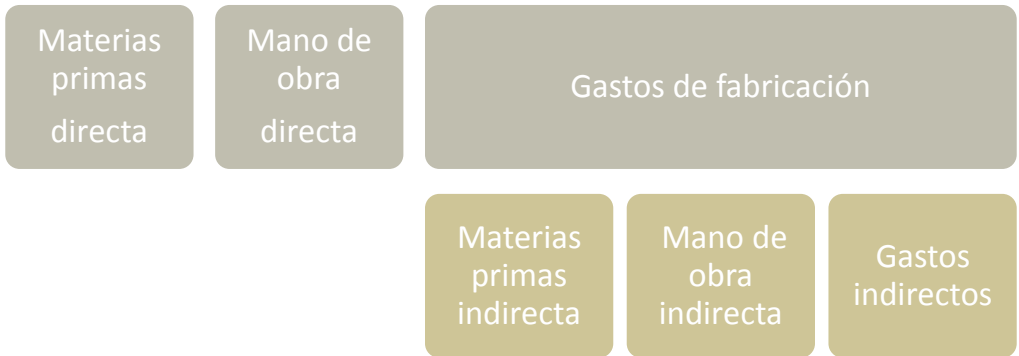 Materias
primas
directa
Mano de
obra
directa
Gastos de fabricación
Materias
primas
indirecta
Mano de
obra
indirecta
Gastos
indirectos